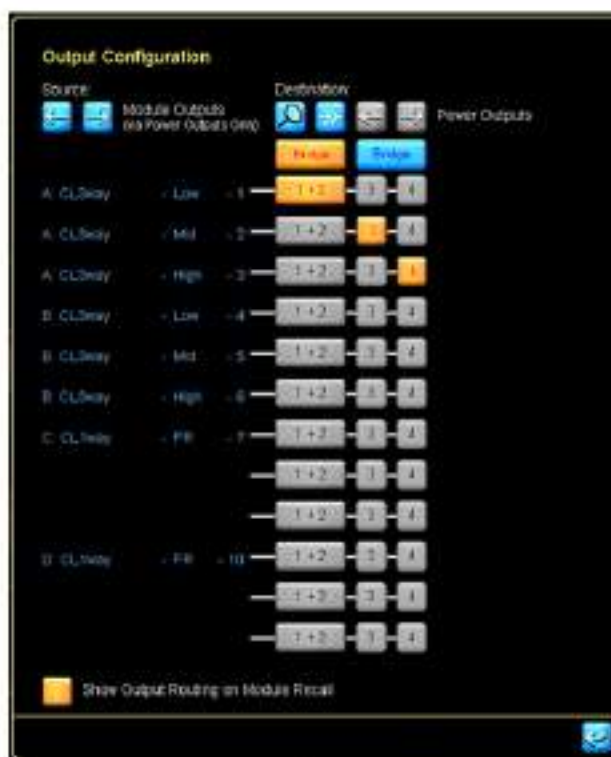 Output Configuration
Source:
Destination:
Module Outputs
(via Power Outputs Only)
Power Outputs
Bridge Bridge
A: CL3way - Low - 1 1+2 3 4
A: CL3way - Mid - 2 1+2 3 4
A: CL3way - High - 3 1+2 3 4
B: CL3way - Low - 4 1+2 3 4
B: CL3way - Mid - 5 1+2 3 4
B: CL3way - High - 6 1+2 3 4
C: CL1way - FR - 7 1+2 3 4
1+2 3 4
1+2 3 4
D: CL1way - FR - 10 1+2 3 4
1+2 3 4
1+2 3 4
Show Output Routing on Module Recall